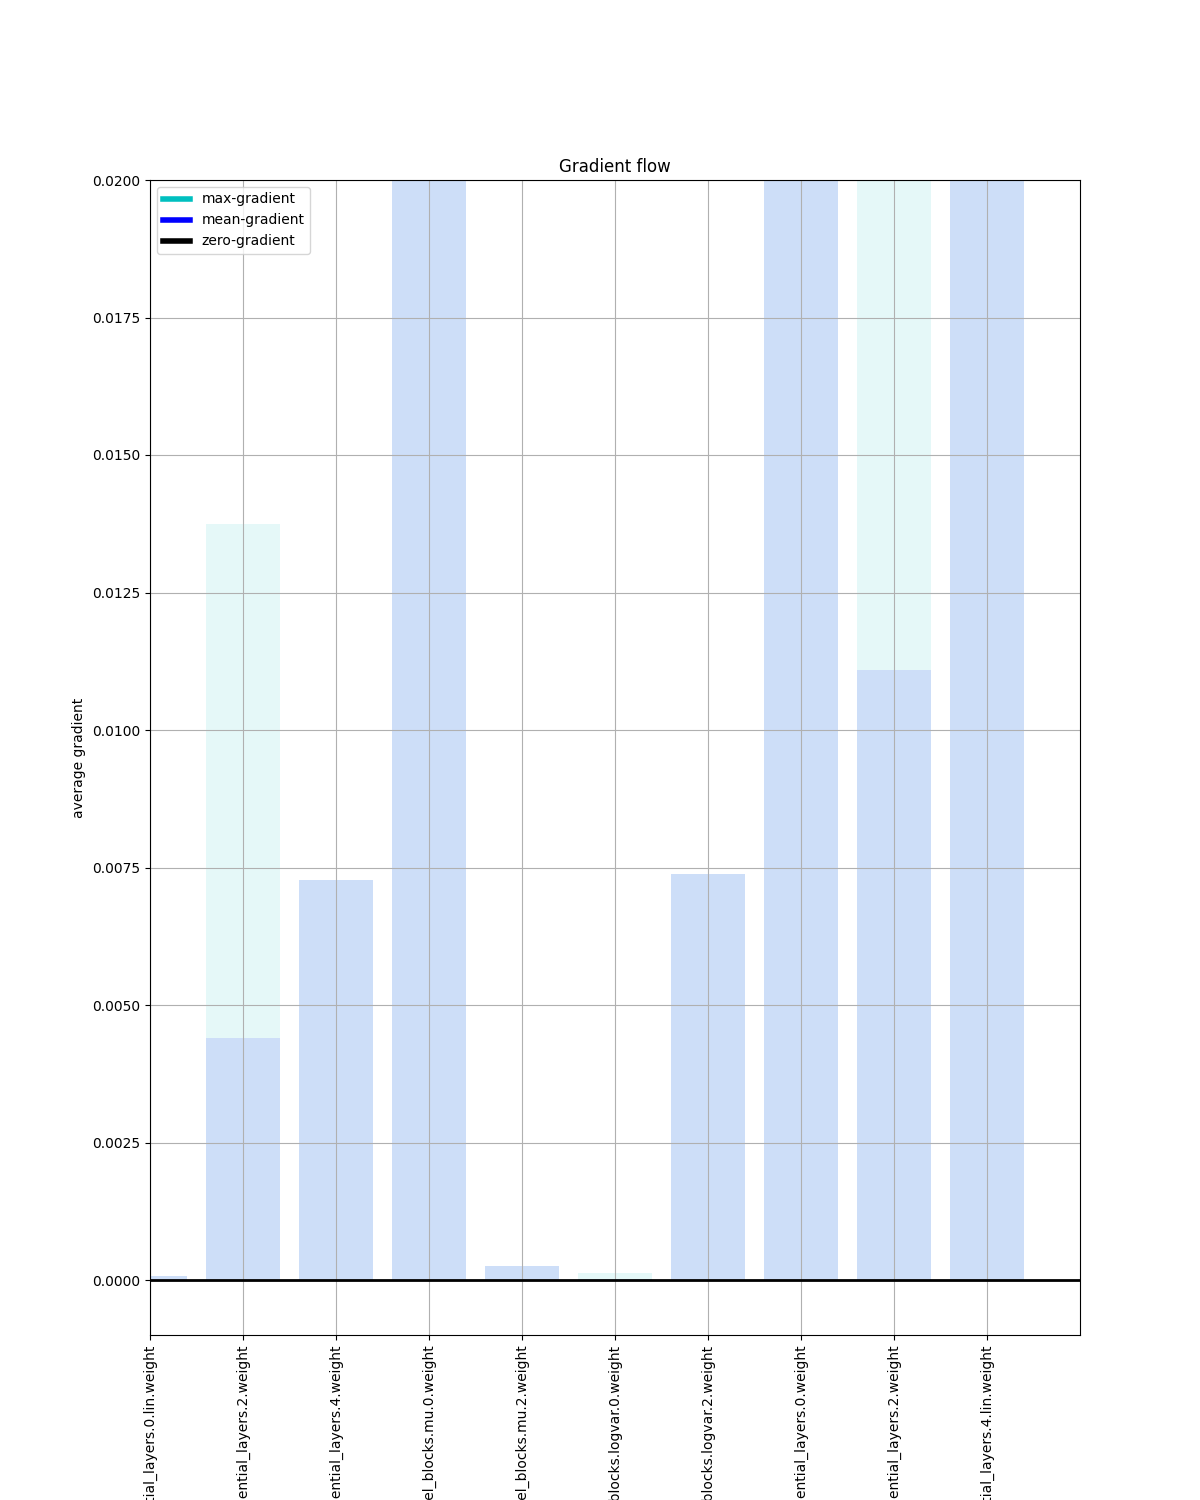 Gradient flow
max-gradient
mean-gradient
zero-gradient
0.0200
0.0175
0.0150
0.0125
0.0100
0.0075
0.0050
0.0025
0.0000
average gradient
tial_layers.0.lin.weight
ential_layers.2.weight
ential_layers.4.weight
el_blocks.mu.0.weight
el_blocks.mu.2.weight
blocks.logvar.0.weight
blocks.logvar.2.weight
ential_layers.0.weight
ential_layers.2.weight
tial_layers.4.lin.weight